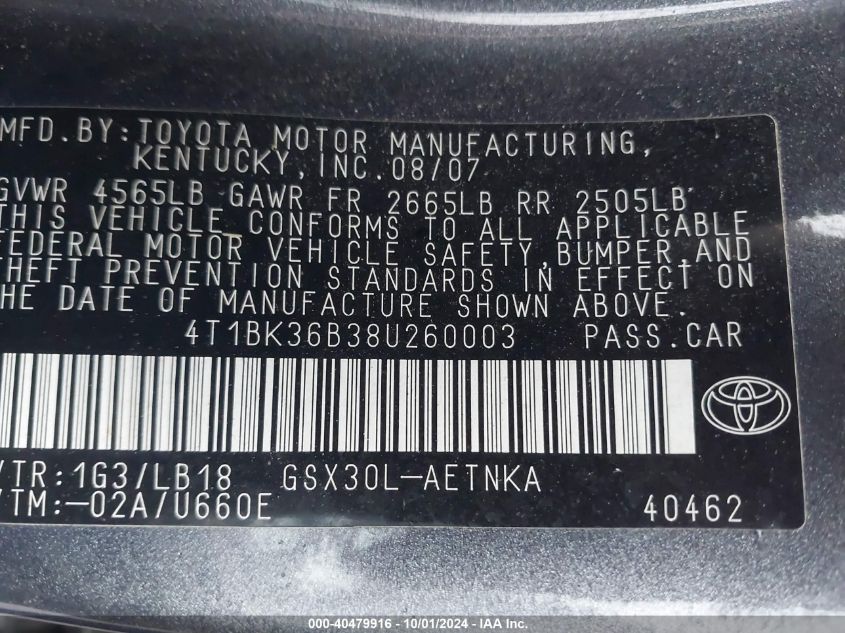 MFD. BY: TOYOTA MOTOR MANUFACTURING,
KENTUCKY, INC. 08/07
GVWR 4565LB GAWR FR 2665LB RR 2505LB
THIS VEHICLE CONFORMS TO ALL APPLICABLE
FEDERAL MOTOR VEHICLE SAFETY, BUMPER, AND
THEFT PREVENTION STANDARDS IN EFFECT ON
THE DATE OF MANUFACTURE SHOWN ABOVE.
4T1BK36B38U260003 PASS. CAR
/TR: 1G3/LB18 GSX30L-AETNKA
/TM: -02A/U660E 40462
000-40479916 - 10/01/2024 - IAA Inc.